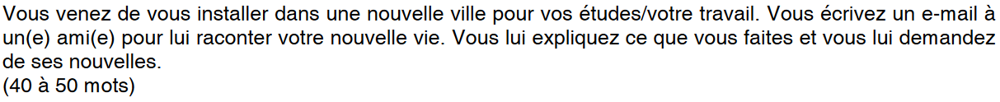 Vous venez de vous installer dans une nouvelle ville pour vos études/votre travail. Vous écrivez un e-mail à
un(e) ami(e) pour lui raconter votre nouvelle vie. Vous lui expliquez ce que vous faites et vous lui demandez
de ses nouvelles.
(40 à 50 mots)